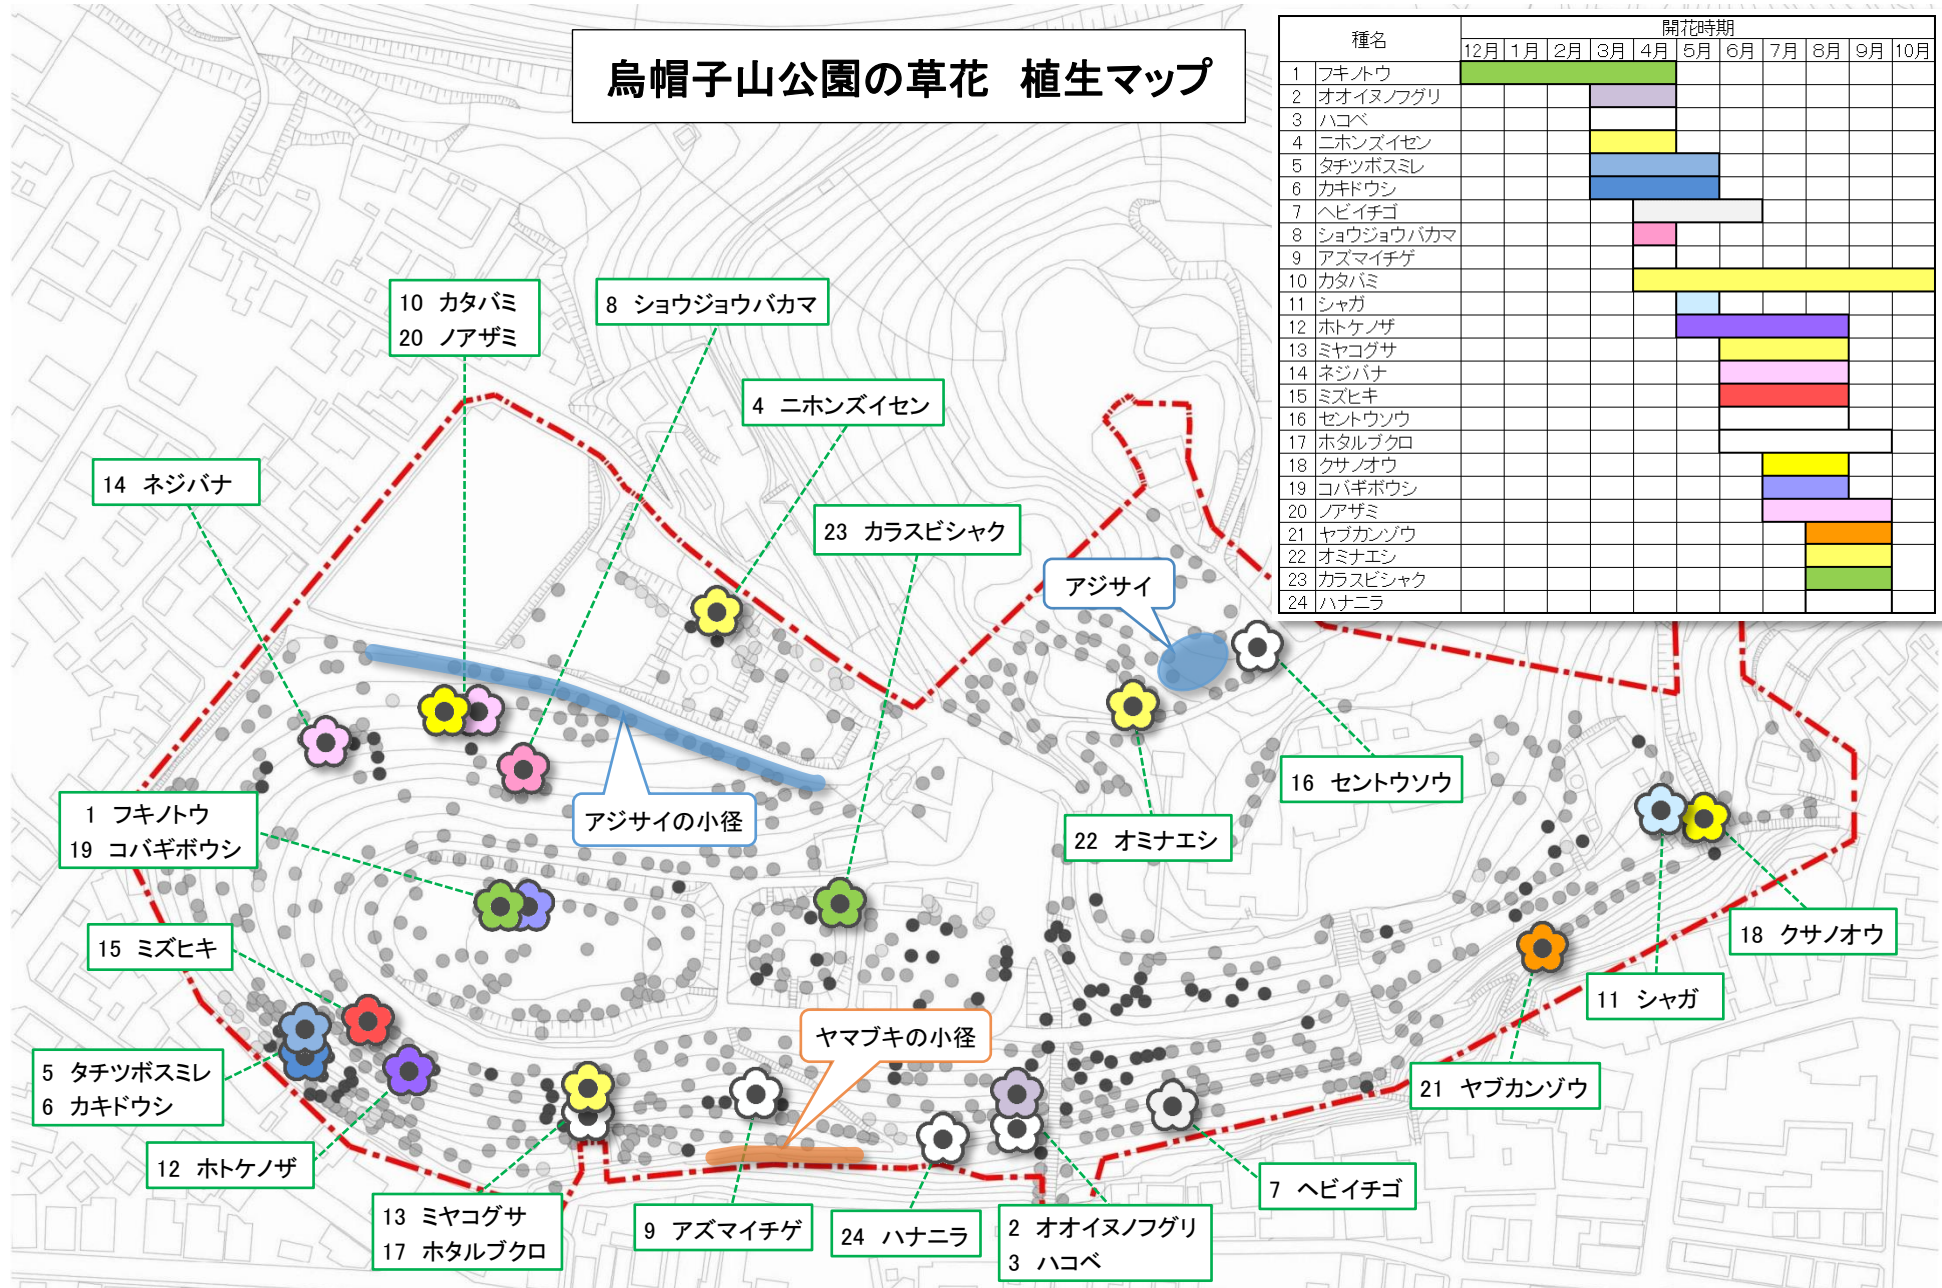 烏帽子山公園の草花　植生マップ
種名 開花時期
12月 1月 2月 3月 4月 5月 6月 7月 8月 9月 10月
1 フキノトウ
2 オオイヌノフグリ
3 ハコベ
4 ニホンズイセン
5 タチツボスミレ
6 カキドウシ
7 ヘビイチゴ
8 ショウジョウバカマ
9 アズマイチゲ
10 カタバミ
11 シャガ
12 ホトケノザ
13 ミヤコグサ
14 ネジバナ
15 ミズヒキ
16 セントウソウ
17 ホタルブクロ
18 クサノオウ
19 コバギボウシ
20 ノアザミ
21 ヤブカンゾウ
22 オミナエシ
23 カラスビシャク
24 ハナニラ
10 カタバミ
20 ノアザミ
8 ショウジョウバカマ
4 ニホンズイセン
14 ネジバナ
23 カラスビシャク
アジサイ
16 セントウソウ
アジサイの小径
1 フキノトウ
19 コバギボウシ
22 オミナエシ
15 ミズヒキ
18 クサノオウ
11 シャガ
ヤマブキの小径
5 タチツボスミレ
6 カキドウシ
21 ヤブカンゾウ
12 ホトケノザ
7 ヘビイチゴ
13 ミヤコグサ
17 ホタルブクロ
9 アズマイチゲ
24 ハナニラ
2 オオイヌノフグリ
3 ハコベ